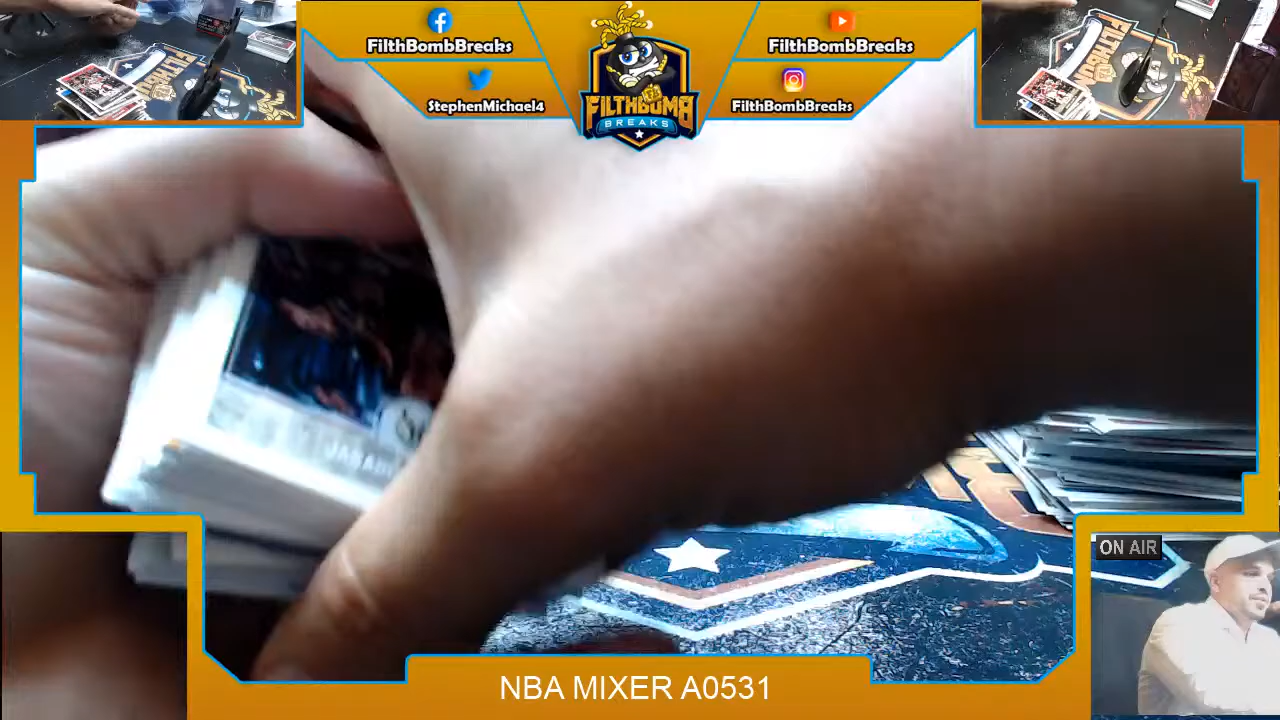 FilthBombBreaks
StephenMichael4
FILTHBOMB
BREAKS
FilthBombBreaks
FilthBombBreaks
ON AIR
NBA MIXER A0531